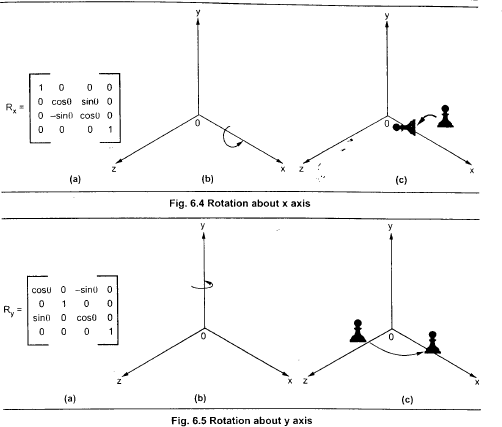 y
y
1 0 0 0
0 cosθ sinθ 0
Rx =
0 –sinθ cosθ 0
0 0 0 1
0
0
z
x
z
x
(a)
(b)
(c)
Fig. 6.4 Rotation about x axis
y
y
cosθ 0 –sinθ 0
0 1 0 0
Ry =
sinθ 0 cosθ 0
0 0 0 1
0
0
z
x
z
x
(a)
(b)
(c)
Fig. 6.5 Rotation about y axis